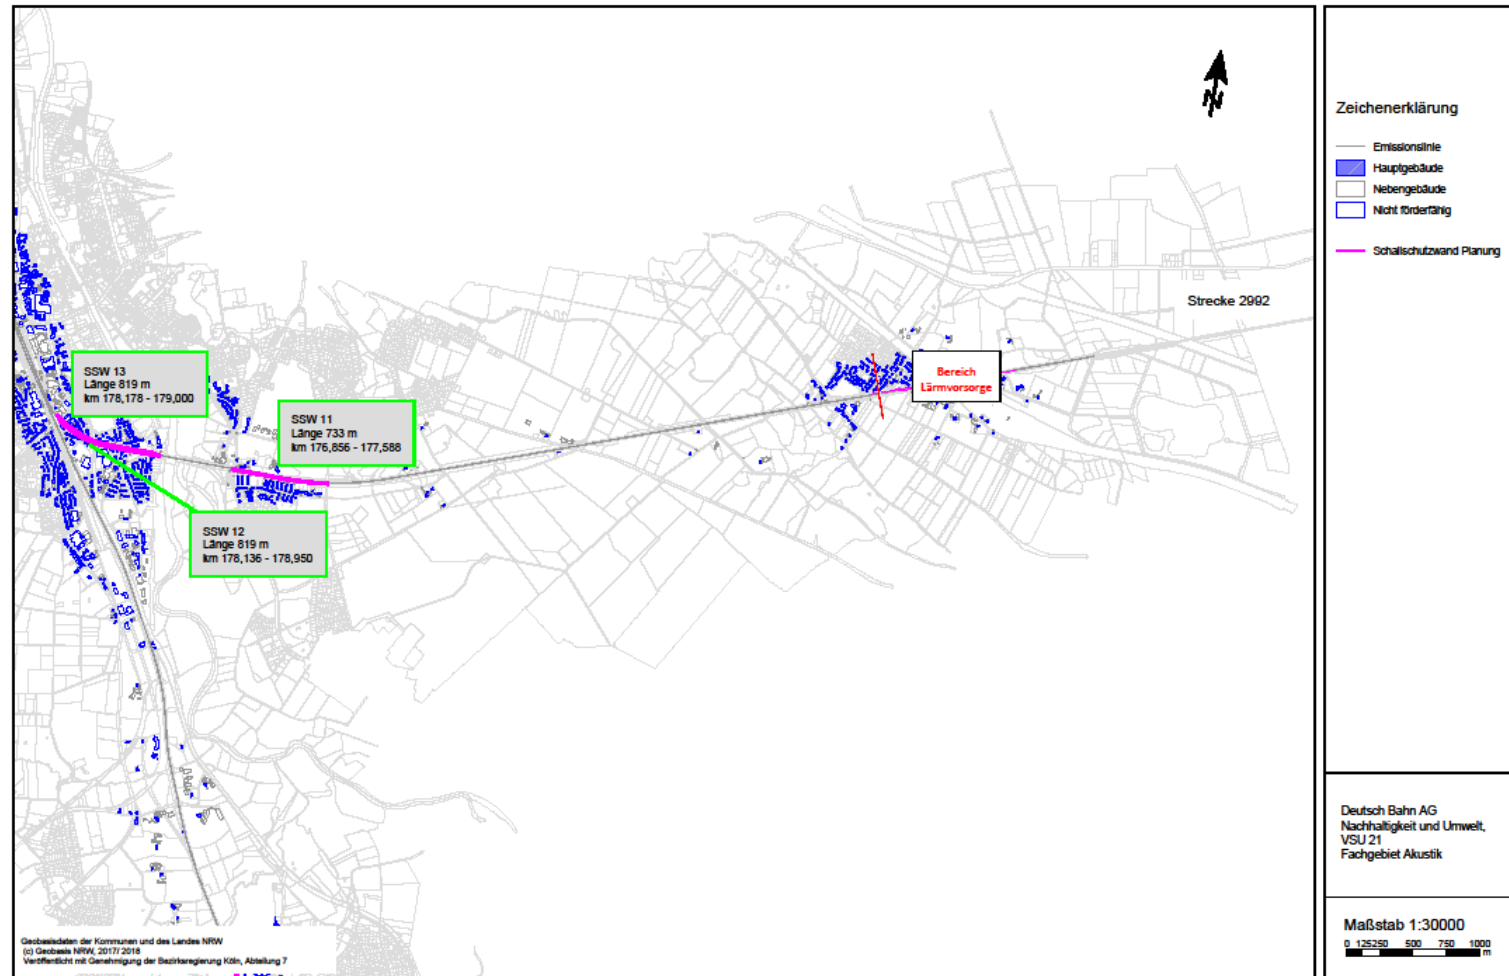 N
Zeichenerklärung
Emissionslinie
Hauptgebäude
Nebengebäude
Nicht förderfähig
Schallschutzwand Planung
Strecke 2992
SSW 13
Länge 819 m
km 178,178 - 179,000
SSW 11
Länge 733 m
km 176,856 - 177,588
Bereich
Lärmvorsorge
SSW 12
Länge 819 m
km 178,136 - 178,950
Deutsch Bahn AG
Nachhaltigkeit und Umwelt,
VSU 21
Fachgebiet Akustik
Maßstab 1:30000
0 125250 500 750 1000
m
Geobasisdaten der Kommunen und des Landes NRW
(c) Geobasis NRW, 2017/ 2018
Veröffentlicht mit Genehmigung der Bezirksregierung Köln, Abteilung 7